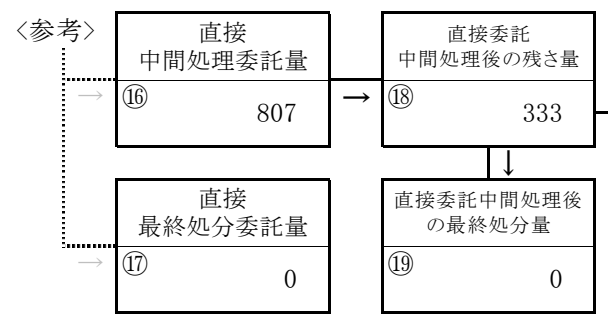 〈参考〉
直接
中間処理委託量
⑯
807
→
→
直接委託
中間処理後の残さ量
⑱
333
↓
直接
最終処分委託量
⑰
0
→
直接委託中間処理後
の最終処分量
⑲
0